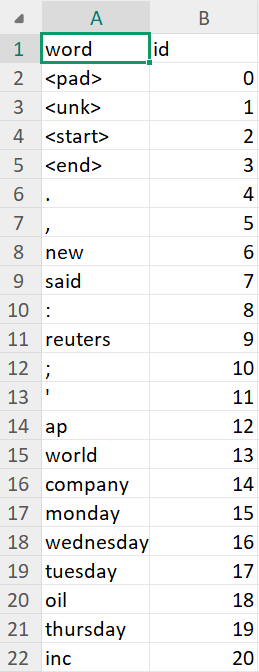 A B
1 word id
2 <pad> 0
3 <unk> 1
4 <start> 2
5 <end> 3
6 . 4
7 , 5
8 new 6
9 said 7
10 : 8
11 reuters 9
12 ; 10
13 ' 11
14 ap 12
15 world 13
16 company 14
17 monday 15
18 wednesday 16
19 tuesday 17
20 oil 18
21 thursday 19
22 inc 20